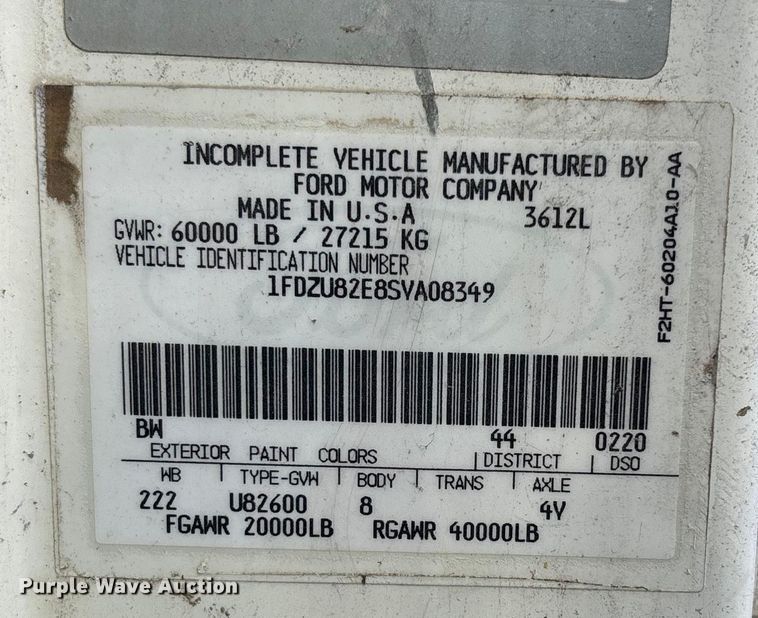 INCOMPLETE VEHICLE MANUFACTURED BY
FORD MOTOR COMPANY
MADE IN U.S.A 3612L
GVWR: 60000 LB / 27215 KG
VEHICLE IDENTIFICATION NUMBER
1FDZU82E8SVA08349
F2HT-60204A10-AA
BW 44 0220
EXTERIOR PAINT COLORS DISTRICT DSO
WB TYPE-GVW BODY TRANS AXLE
222 U82600 8 4V
FGAWR 20000LB RGAWR 40000LB
Purple Wave Auction